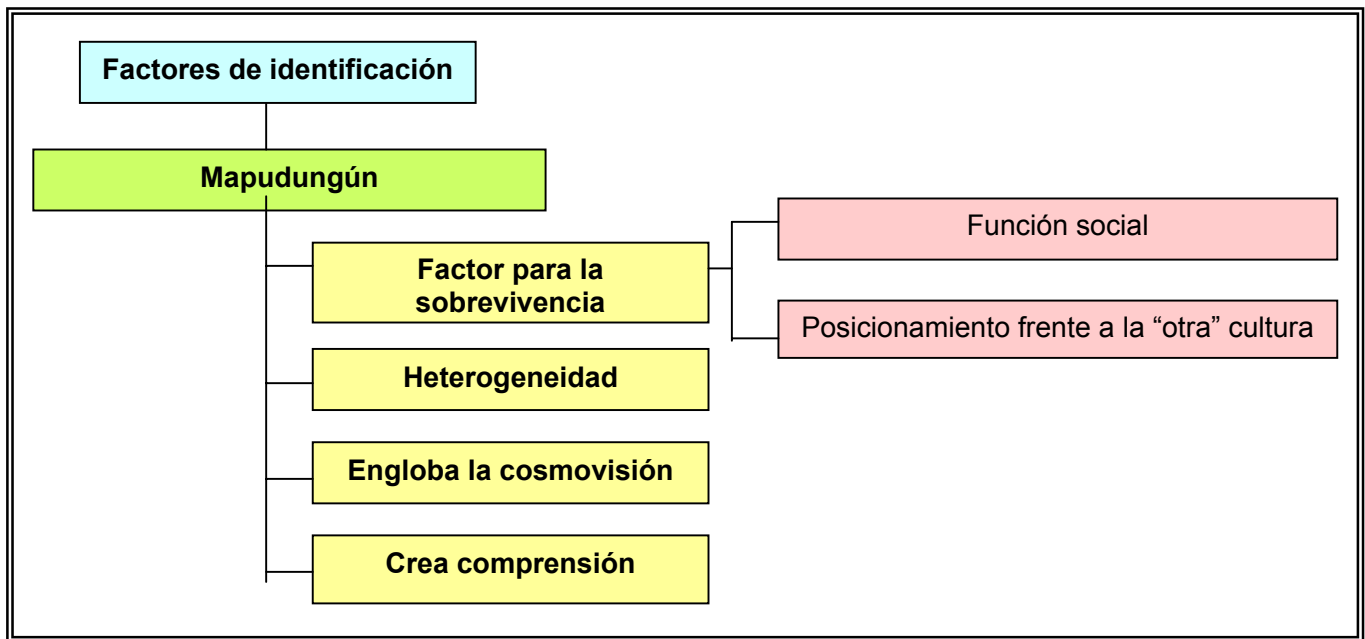 Factores de identificación
Mapudungún
Factor para la
sobrevivencia
Función social
Posicionamiento frente a la “otra” cultura
Heterogeneidad
Engloba la cosmovisión
Crea comprensión